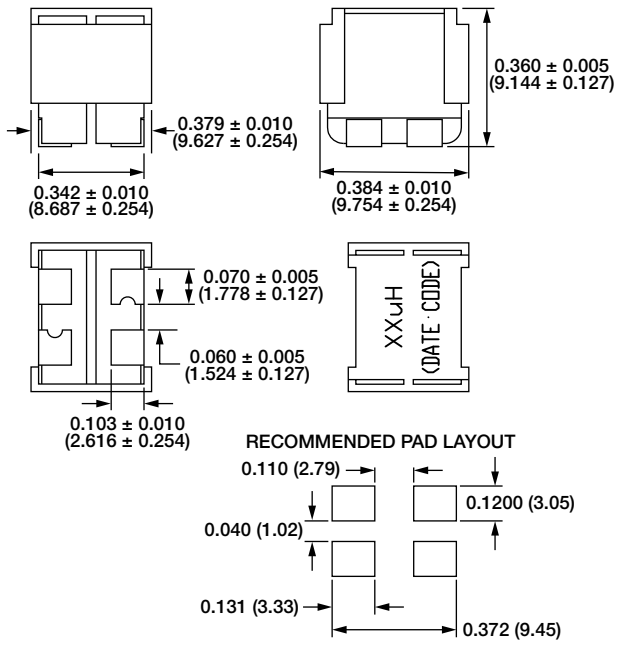 0.360 ± 0.005
(9.144 ± 0.127)
0.379 ± 0.010
(9.627 ± 0.254)
0.342 ± 0.010
(8.687 ± 0.254)
0.384 ± 0.010
(9.754 ± 0.254)
0.070 ± 0.005
(1.778 ± 0.127)
0.060 ± 0.005
(1.524 ± 0.127)
0.103 ± 0.010
(2.616 ± 0.254)
XXuH
(DATE CODE)
RECOMMENDED PAD LAYOUT
0.110 (2.79)
0.1200 (3.05)
0.040 (1.02)
0.131 (3.33)
0.372 (9.45)